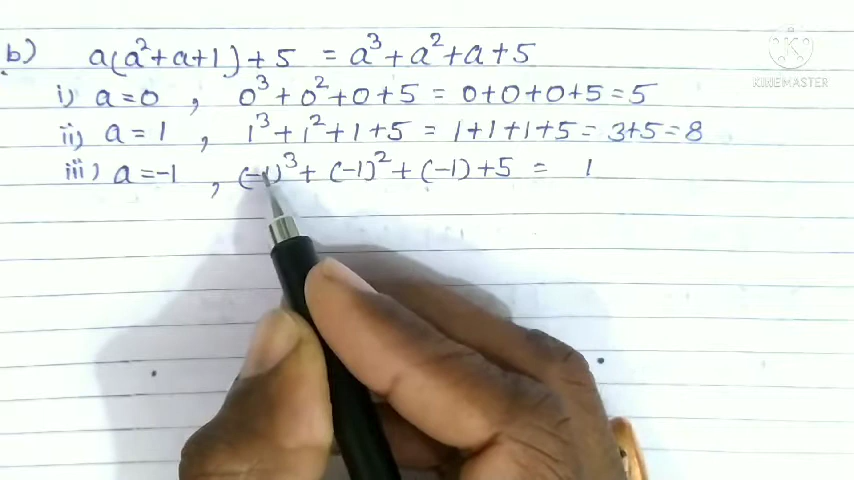 b) a(a²+a+1)+5 = a³+a²+a+5
i) a=0 , 0³+0²+0+5 = 0+0+0+5=5
ii) a=1 , 1³+1²+1+5 = 1+1+1+5=3+5=8
iii) a=-1 , (-1)³+(-1)²+(-1)+5 = 1
KINEMASTER